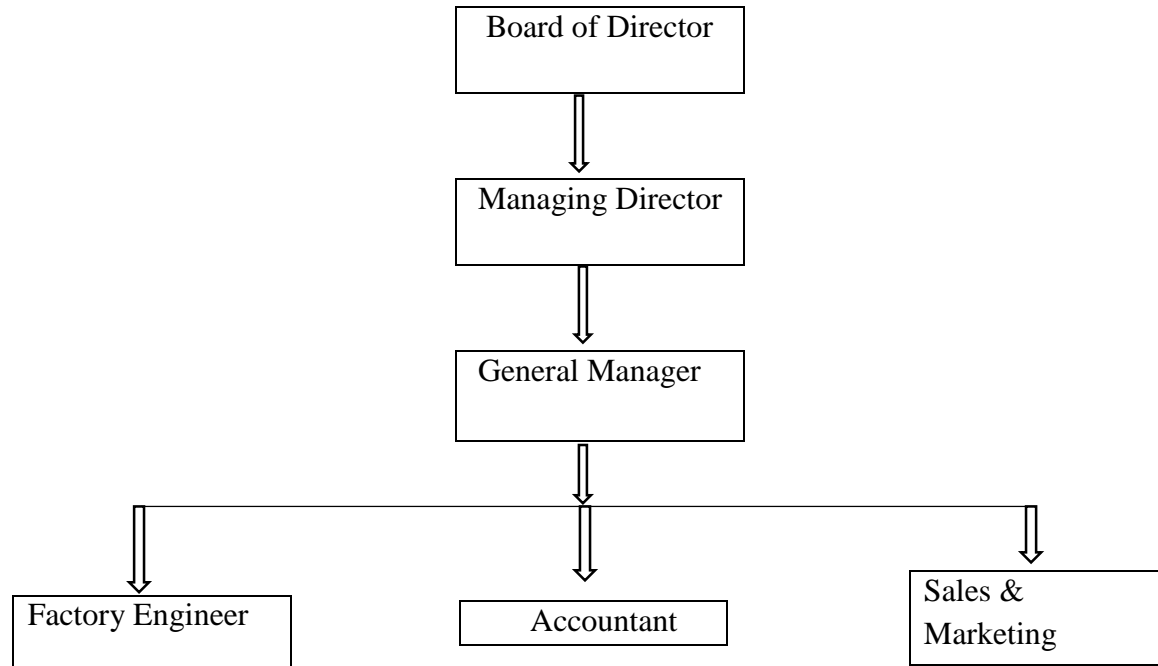 Board of Director
Managing Director
General Manager
Factory Engineer
Accountant
Sales &
Marketing